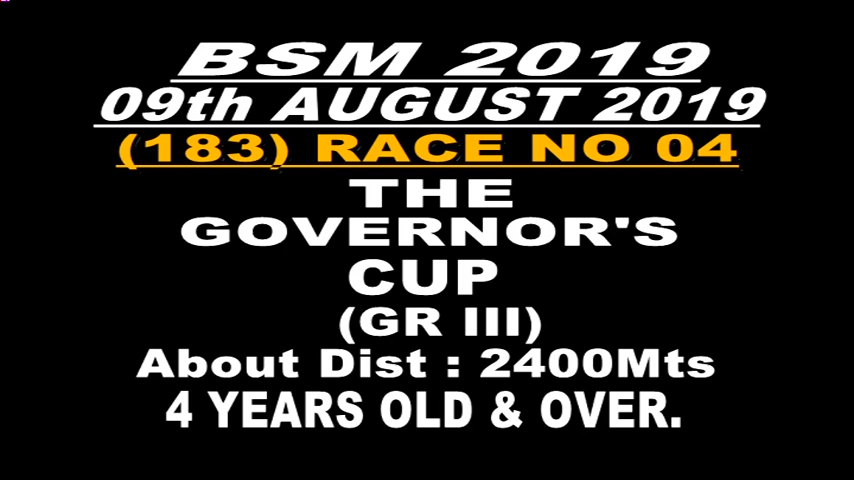 BSM 2019
09th AUGUST 2019
(183) RACE NO 04
THE
GOVERNOR'S
CUP
(GR III)
About Dist : 2400Mts
4 YEARS OLD & OVER.